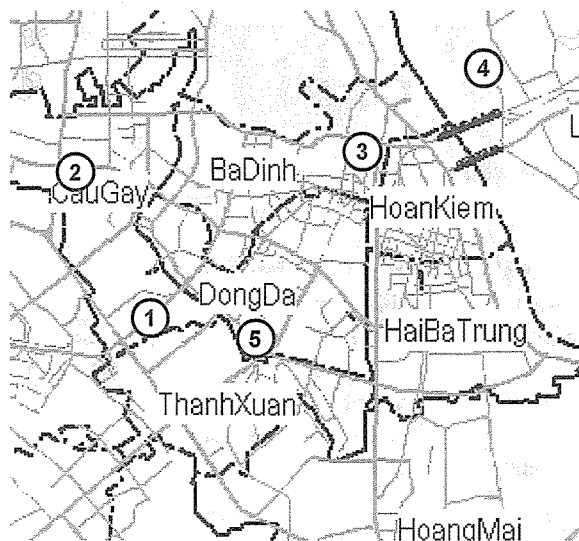 4
L
3
BaDinh
2
CauGay
HoanKiem
DongDa
1
HaiBaTrung
5
ThanhXuan
HoangMai